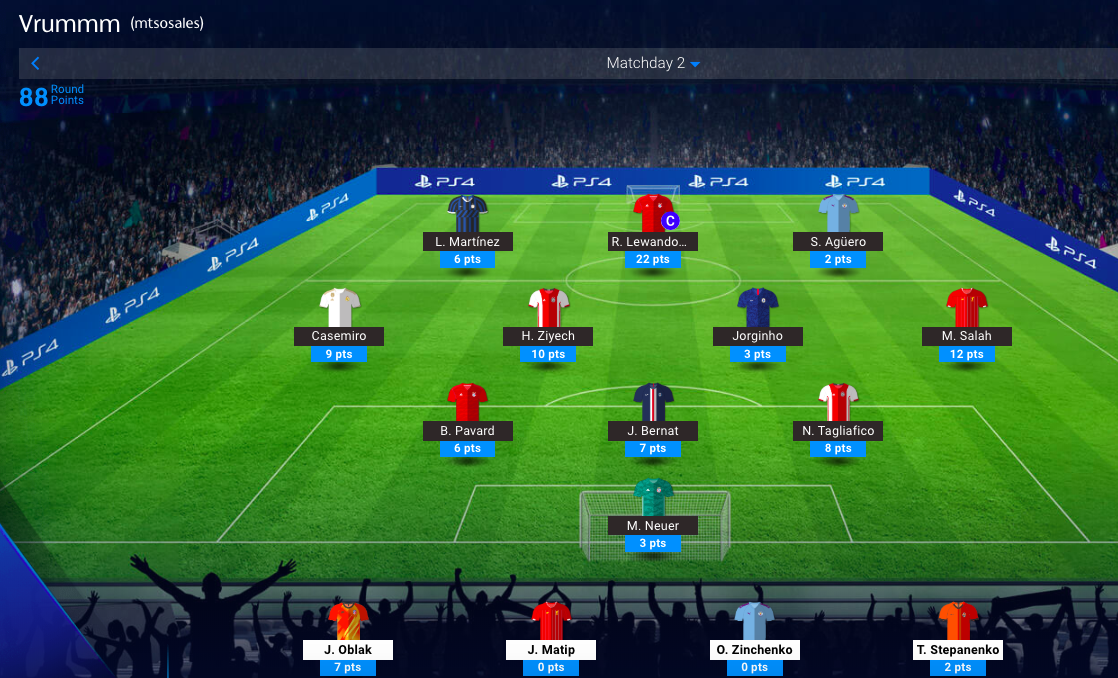 Vrummm (mtsosales)
Matchday 2
88 Round Points
PS4 PS4 PS4 PS4
PS4 PS4 PS4 PS4
PS4 PS4
L. Martínez R. Lewando... S. Agüero
6 pts 22 pts 2 pts
C
Casemiro H. Ziyech Jorginho M. Salah
9 pts 10 pts 3 pts 12 pts
B. Pavard J. Bernat N. Tagliafico
6 pts 7 pts 8 pts
M. Neuer
3 pts
J. Oblak J. Matip O. Zinchenko T. Stepanenko
7 pts 0 pts 0 pts 2 pts